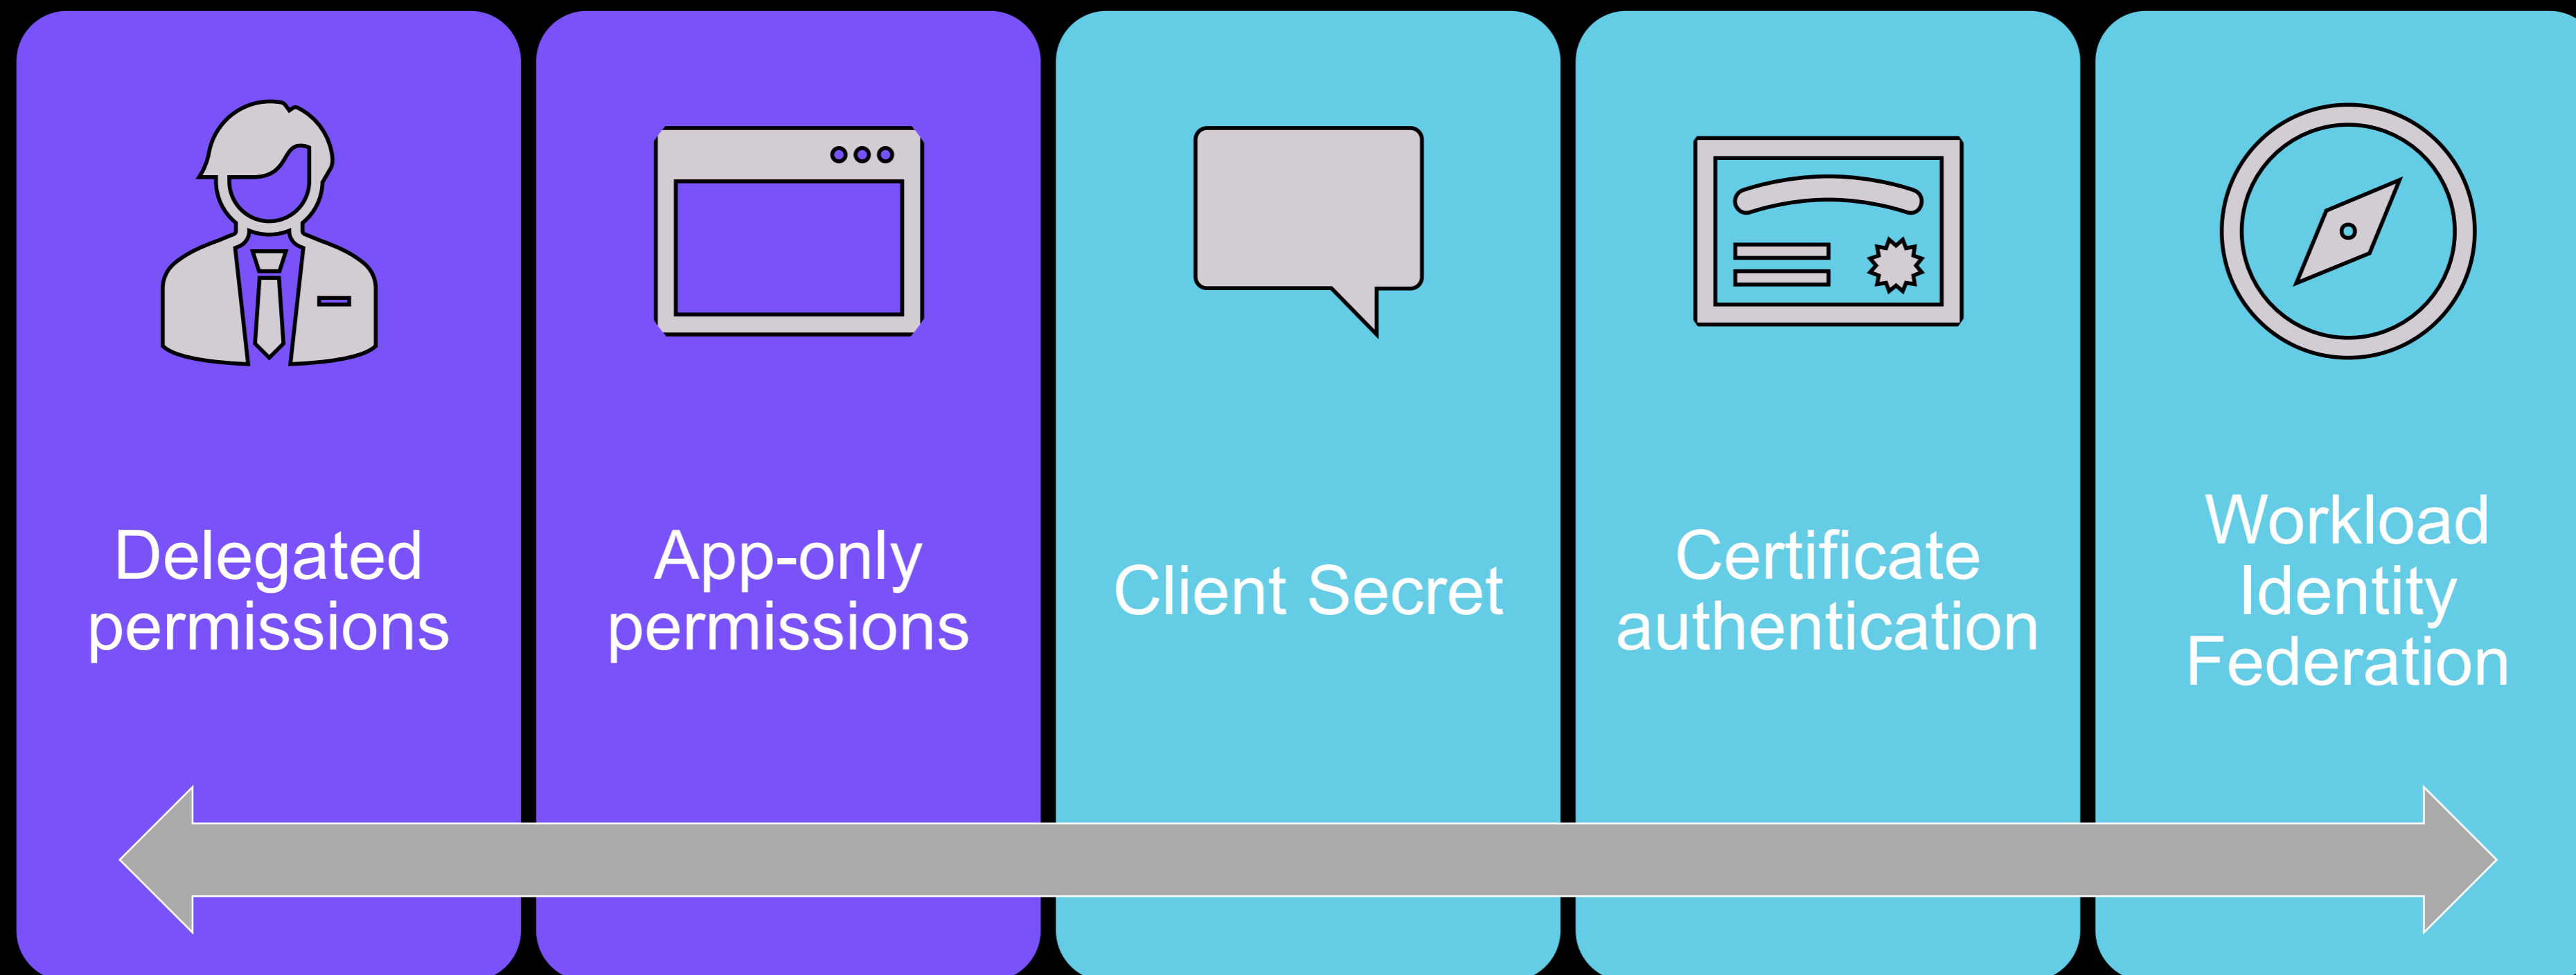 Delegated
permissions
App-only
permissions
Client Secret
Certificate
authentication
Workload
Identity
Federation